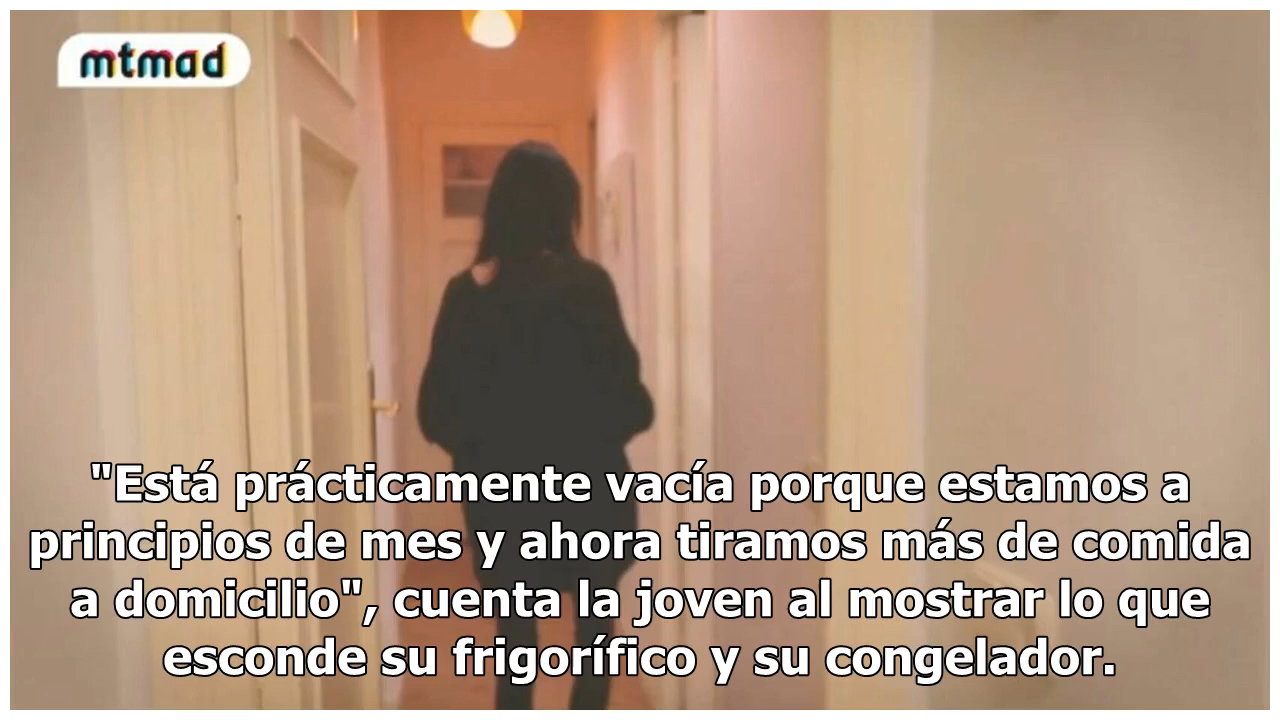 mtmad
"Está prácticamente vacía porque estamos a
principios de mes y ahora tiramos más de comida
a domicilio", cuenta la joven al mostrar lo que
esconde su frigorífico y su congelador.